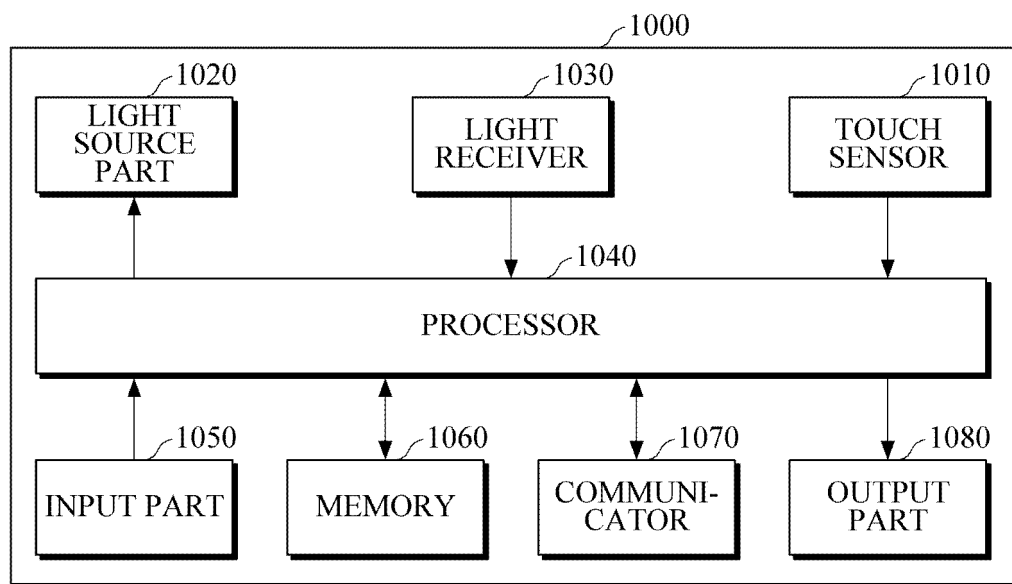 1000
1020
LIGHT
SOURCE
PART
1030
LIGHT
RECEIVER
1010
TOUCH
SENSOR
1040
PROCESSOR
1050
INPUT PART
1060
MEMORY
1070
COMMUNI-
CATOR
1080
OUTPUT
PART